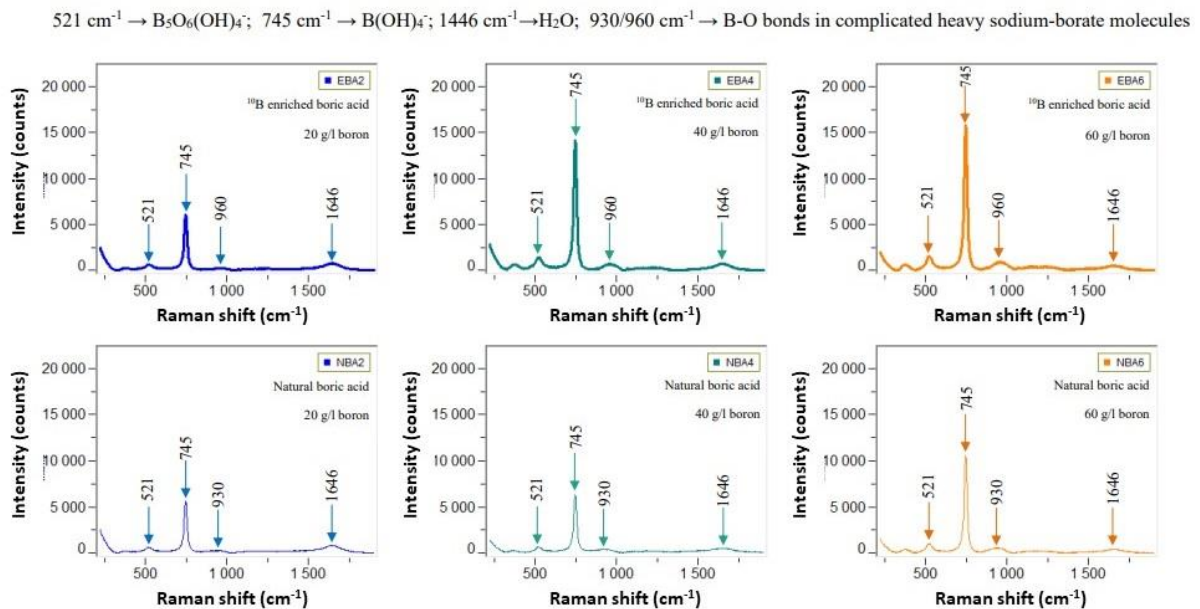 521 cm⁻¹ → B₅O₆(OH)₄⁻; 745 cm⁻¹ → B(OH)₄⁻; 1446 cm⁻¹→H₂O; 930/960 cm⁻¹ → B-O bonds in complicated heavy sodium-borate molecules
EBA2
¹⁰B enriched boric acid
20 g/l boron
Intensity (counts)
20 000
15 000
10 000
5 000
0
521
745
960
1646
500
1 000
1 500
Raman shift (cm⁻¹)
EBA4
¹⁰B enriched boric acid
40 g/l boron
Intensity (counts)
20 000
15 000
10 000
5 000
0
521
745
960
1646
500
1 000
1 500
Raman shift (cm⁻¹)
EBA6
¹⁰B enriched boric acid
60 g/l boron
Intensity (counts)
20 000
15 000
10 000
5 000
0
521
745
960
1646
500
1 000
1 500
Raman shift (cm⁻¹)
NBA2
Natural boric acid
20 g/l boron
Intensity (counts)
20 000
15 000
10 000
5 000
0
521
745
930
1646
500
1 000
1 500
Raman shift (cm⁻¹)
NBA4
Natural boric acid
40 g/l boron
Intensity (counts)
20 000
15 000
10 000
5 000
0
521
745
930
1646
500
1 000
1 500
Raman shift (cm⁻¹)
NBA6
Natural boric acid
60 g/l boron
Intensity (counts)
20 000
15 000
10 000
5 000
0
521
745
930
1646
500
1 000
1 500
Raman shift (cm⁻¹)